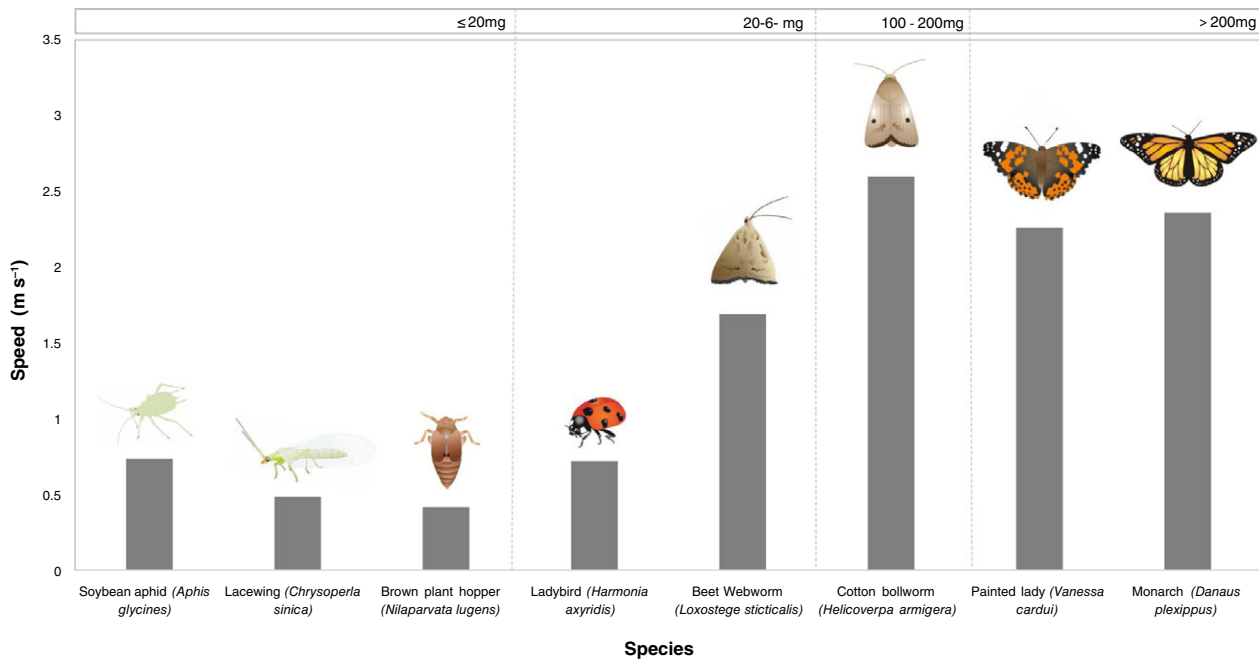 ≤20mg
20-6- mg
100 - 200mg
> 200mg
3.5
3
2.5
2
1.5
1
0.5
0
Speed (m s⁻¹)
Soybean aphid (Aphis
glycines)
Lacewing (Chrysoperla
sinica)
Brown plant hopper
(Nilaparvata lugens)
Ladybird (Harmonia
axyridis)
Beet Webworm
(Loxostege sticticalis)
Cotton bollworm
(Helicoverpa armigera)
Painted lady (Vanessa
cardui)
Monarch (Danaus
plexippus)
Species